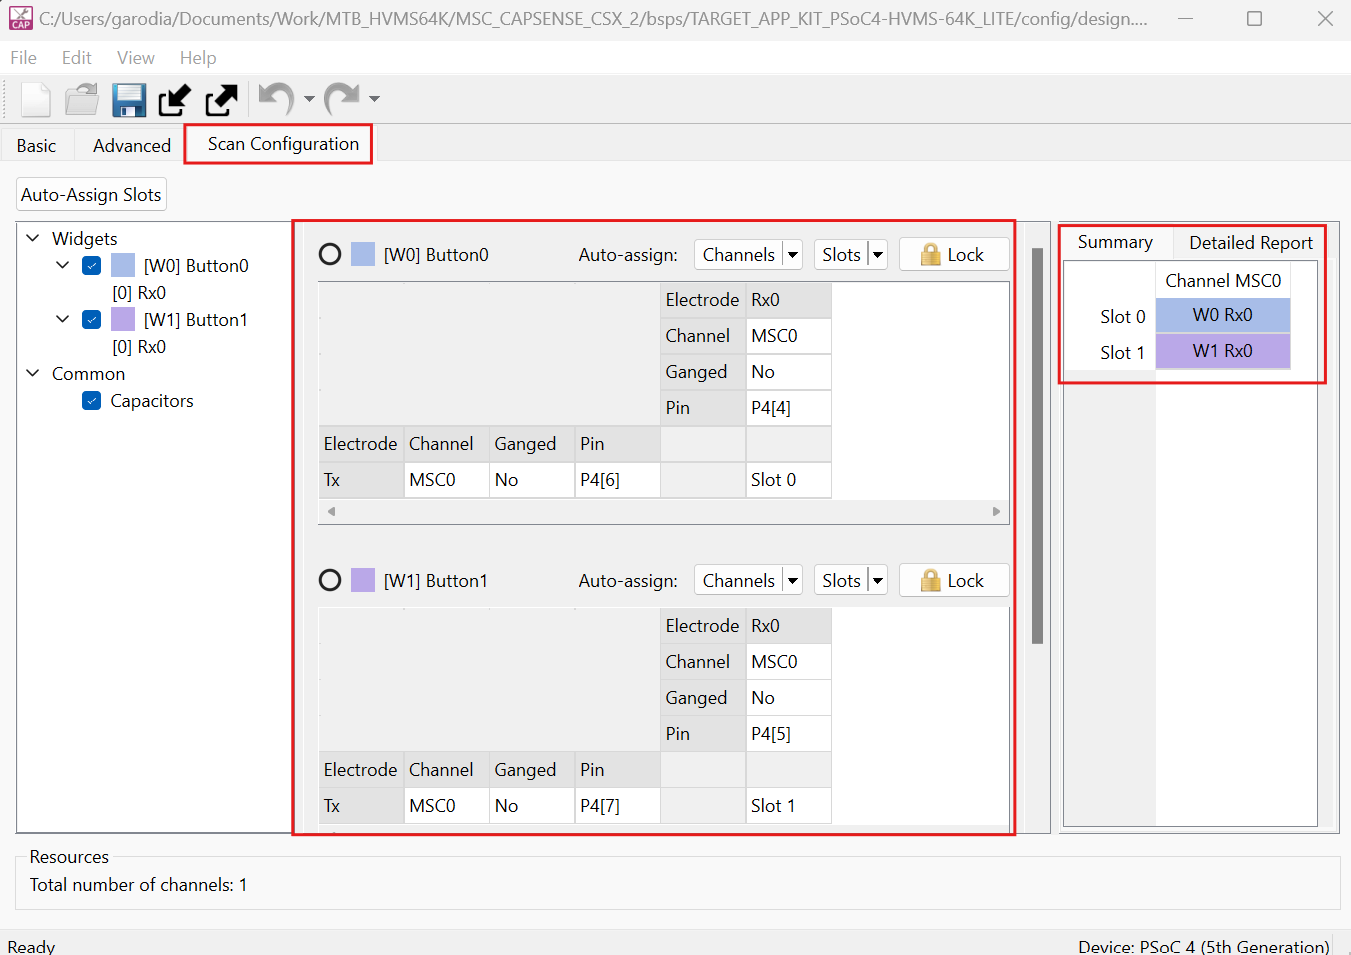 CAP C:/Users/garodia/Documents/Work/MTB_HVMS64K/MSC_CAPSENSE_CSX_2/bsps/TARGET_APP_KIT_PSoC4-HVMS-64K_LITE/config/design....
File Edit View Help
Basic Advanced Scan Configuration
Auto-Assign Slots
Widgets
[W0] Button0
[0] Rx0
[W1] Button1
[0] Rx0
Common
Capacitors
[W0] Button0 Auto-assign: Channels Slots Lock
Electrode Rx0
Channel MSC0
Ganged No
Pin P4[4]
Electrode Channel Ganged Pin
Tx MSC0 No P4[6] Slot 0
[W1] Button1 Auto-assign: Channels Slots Lock
Electrode Rx0
Channel MSC0
Ganged No
Pin P4[5]
Electrode Channel Ganged Pin
Tx MSC0 No P4[7] Slot 1
Summary Detailed Report
Channel MSC0
Slot 0 W0 Rx0
Slot 1 W1 Rx0
Resources
Total number of channels: 1
Ready Device: PSoC 4 (5th Generation)